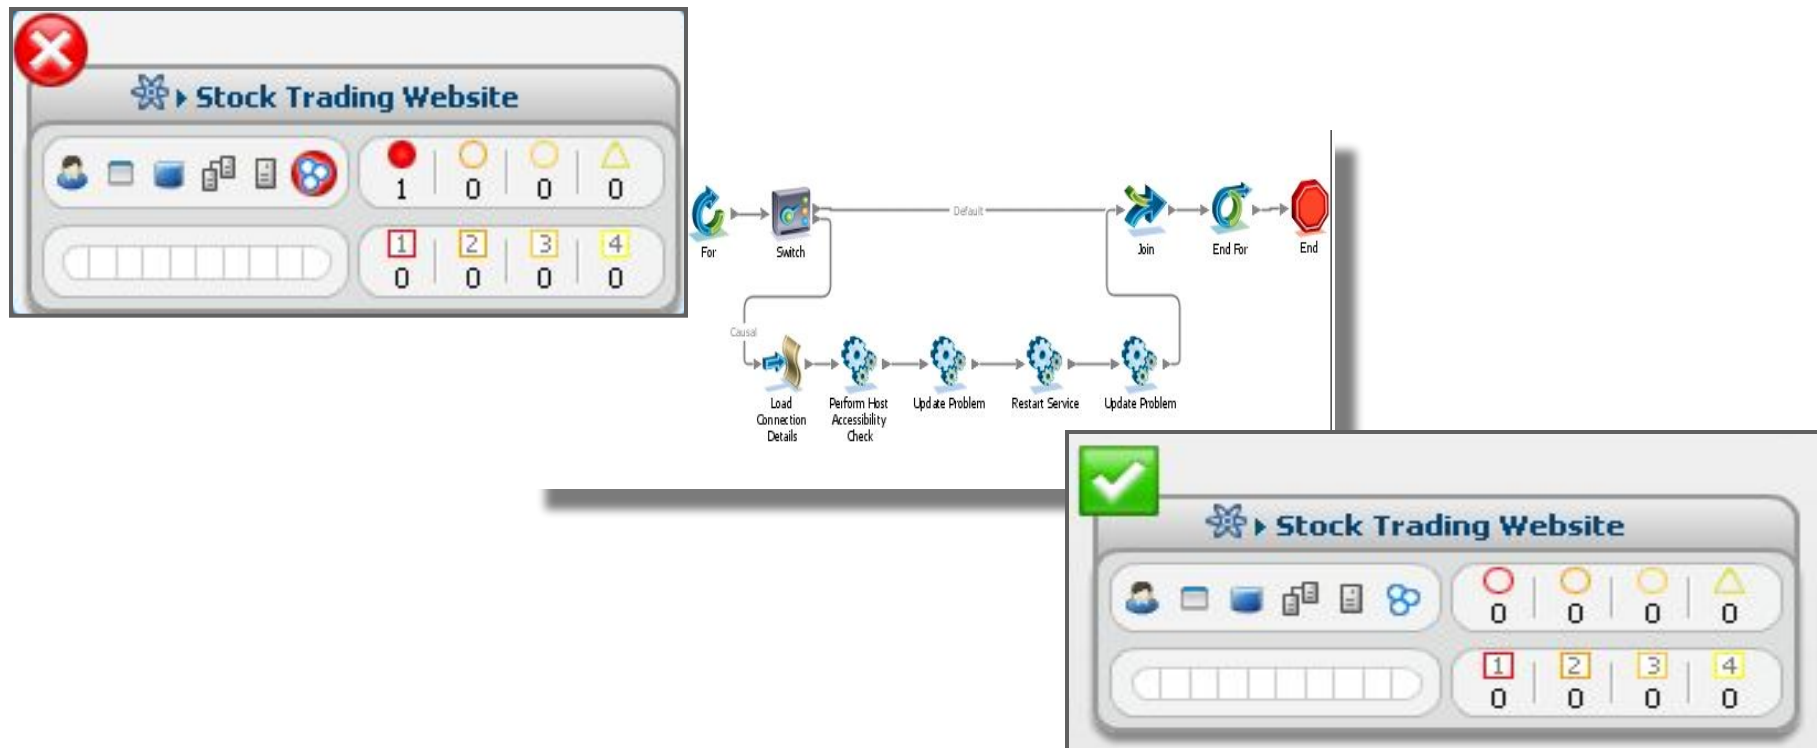 Stock Trading Website
1 0 0 0
1 2 3 4
0 0 0 0
Default
For
Switch
Join
End For
End
Causal
Load
Connection
Details
Perform Host
Accessibility
Check
Update Problem
Restart Service
Update Problem
Stock Trading Website
0 0 0 0
1 2 3 4
0 0 0 0